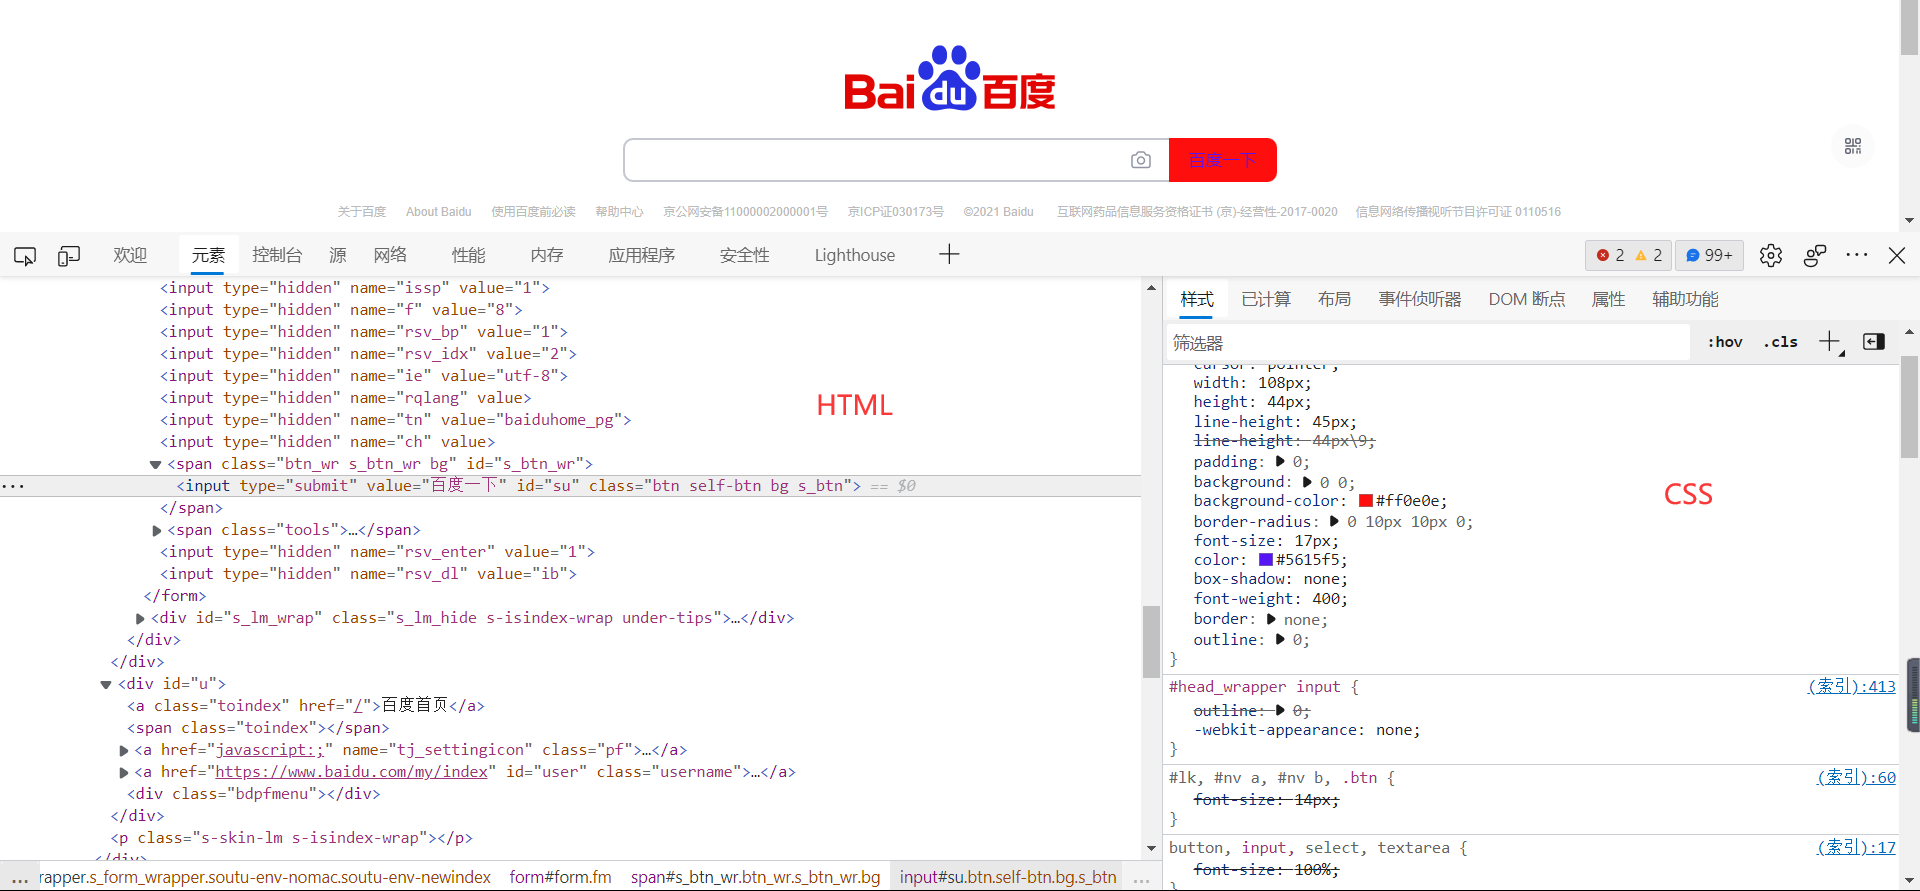 Bai du 百度
百度一下
关于百度 About Baidu 使用百度前必读 帮助中心 京公网安备11000002000001号 京ICP证030173号 ©2021 Baidu 互联网药品信息服务资格证书 (京)-经营性-2017-0020 信息网络传播视听节目许可证 0110516
欢迎 元素 控制台 源 网络 性能 内存 应用程序 安全性 Lighthouse 2 2 99+
<input type="hidden" name="issp" value="1">
<input type="hidden" name="f" value="8">
<input type="hidden" name="rsv_bp" value="1">
<input type="hidden" name="rsv_idx" value="2">
<input type="hidden" name="ie" value="utf-8">
<input type="hidden" name="rqlang" value>
<input type="hidden" name="tn" value="baiduhome_pg">
<input type="hidden" name="ch" value>
<span class="btn_wr s_btn_wr bg" id="s_btn_wr">
<input type="submit" value="百度一下" id="su" class="btn self-btn bg s_btn"> == $0
</span>
<span class="tools">…</span>
<input type="hidden" name="rsv_enter" value="1">
<input type="hidden" name="rsv_dl" value="ib">
</form>
<div id="s_lm_wrap" class="s_lm_hide s-isindex-wrap under-tips">…</div>
</div>
</div>
<div id="u">
<a class="toindex" href="/">百度首页</a>
<span class="toindex"></span>
<a href="javascript:;" name="tj_settingicon" class="pf">…</a>
<a href="https://www.baidu.com/my/index" id="user" class="username">…</a>
<div class="bdpfmenu"></div>
</div>
<p class="s-skin-lm s-isindex-wrap"></p>
</div>
HTML
... rapper.s_form_wrapper.soutu-env-nomac.soutu-env-newindex form#form.fm span#s_btn_wr.btn_wr.s_btn_wr.bg input#su.btn.self-btn.bg.s_btn ...
样式 已计算 布局 事件侦听器 DOM 断点 属性 辅助功能
筛选器 :hov .cls
cursor: pointer;
width: 108px;
height: 44px;
line-height: 45px;
line-height: 44px\9;
padding: 0;
background: 0 0;
background-color: #ff0e0e;
border-radius: 0 10px 10px 0;
font-size: 17px;
color: #5615f5;
box-shadow: none;
font-weight: 400;
border: none;
outline: 0;
}
CSS
#head_wrapper input { (索引):413
outline: 0;
-webkit-appearance: none;
}
#lk, #nv a, #nv b, .btn { (索引):60
font-size: 14px;
}
button, input, select, textarea { (索引):17
font-size: 100%;
}